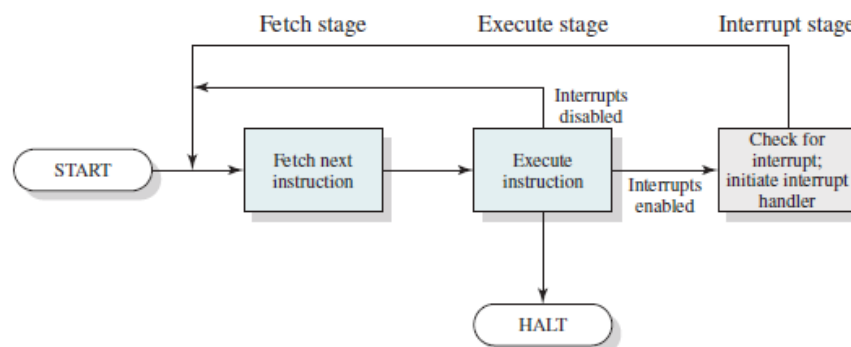 Fetch stage
Execute stage
Interrupt stage
START
Fetch next
instruction
Execute
instruction
Interrupts
disabled
Interrupts
enabled
Check for
interrupt;
initiate interrupt
handler
HALT